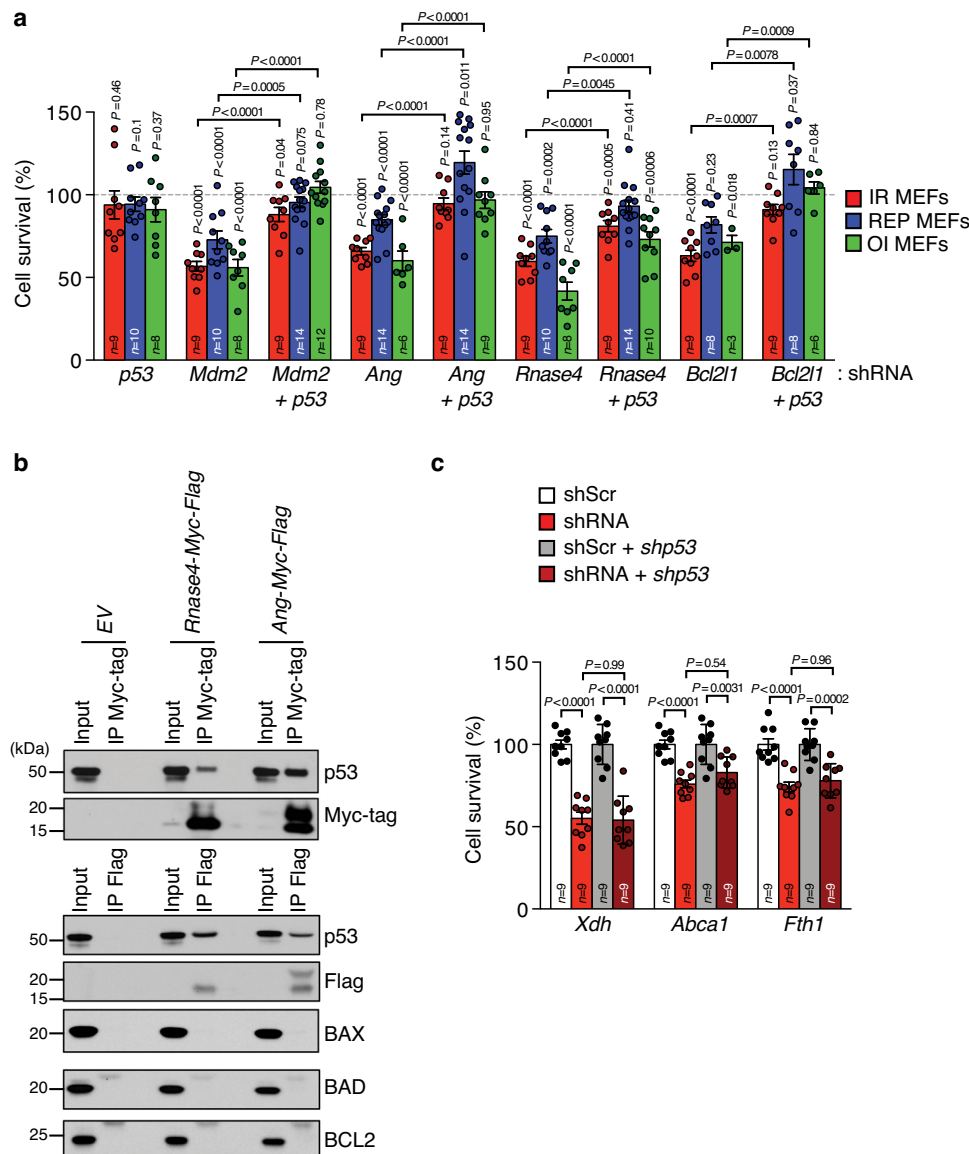 a
P < 0.0001
P < 0.0001
P = 0.0009
P < 0.0001
P < 0.0001
P = 0.0078
P < 0.0001
P = 0.0045
P = 0.0005
P < 0.0001
P < 0.0001
P < 0.0001
P = 0.0007
P = 0.46
P = 0.1
P = 0.37
P < 0.0001
P < 0.0001
P < 0.0001
P = 0.04
P = 0.075
P = 0.78
P < 0.0001
P < 0.0001
P < 0.0001
P = 0.14
P = 0.011
P = 0.95
P < 0.0001
P = 0.0002
P < 0.0001
P = 0.0005
P = 0.41
P = 0.0006
P < 0.0001
P = 0.23
P = 0.018
P = 0.13
P = 0.37
P = 0.84
Cell survival (%)
150
100
50
0
IR MEFs
REP MEFs
OI MEFs
n=9 n=10 n=8 n=9 n=10 n=8 n=9 n=14 n=12 n=9 n=14 n=6 n=9 n=14 n=9 n=9 n=10 n=8 n=9 n=14 n=10 n=9 n=8 n=3 n=9 n=8 n=6
p53 Mdm2 Mdm2 Ang Ang Rnase4 Rnase4 Bcl2l1 Bcl2l1 : shRNA
+ p53 + p53 + p53 + p53
b
EV
Rnase4-Myc-Flag
Ang-Myc-Flag
Input IP Myc-tag Input IP Myc-tag Input IP Myc-tag
(kDa)
50 p53
20
Myc-tag
15
Input IP Flag Input IP Flag Input IP Flag
p53
50
20 Flag
15
20 BAX
20 BAD
25 BCL2
c
shScr
shRNA
shScr + shp53
shRNA + shp53
P = 0.99 P = 0.54 P = 0.96
P < 0.0001 P < 0.0001 P < 0.0001 P = 0.0031 P < 0.0001 P = 0.0002
Cell survival (%)
150
100
50
0
n=9 n=9 n=9 n=9 n=9 n=9 n=9 n=9 n=9 n=9 n=9 n=9
Xdh Abca1 Fth1